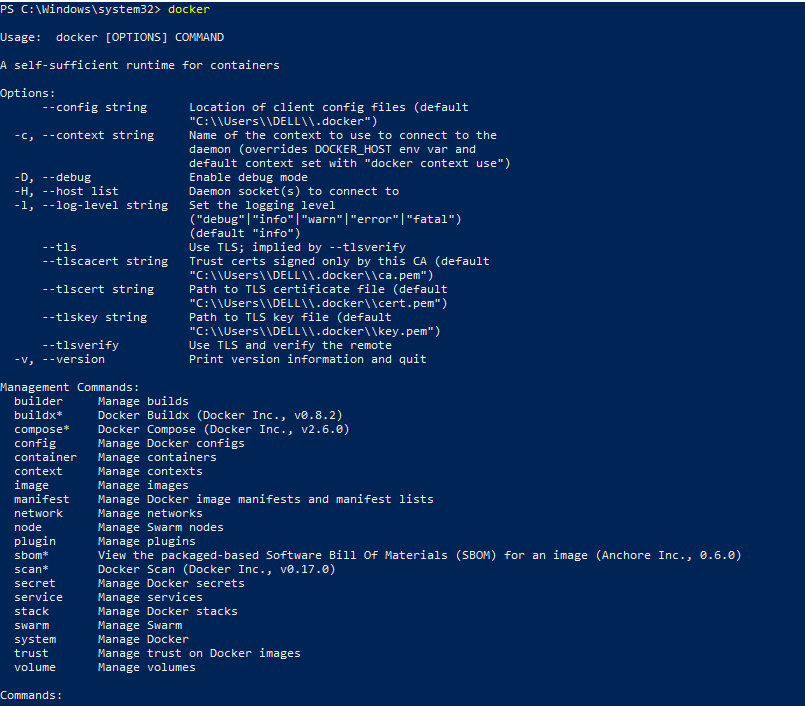 PS C:\Windows\system32> docker
Usage:  docker [OPTIONS] COMMAND
A self-sufficient runtime for containers
Options:
      --config string      Location of client config files (default
                           "C:\\Users\\DELL\\.docker")
  -c, --context string     Name of the context to use to connect to the
                           daemon (overrides DOCKER_HOST env var and
                           default context set with "docker context use")
  -D, --debug              Enable debug mode
  -H, --host list          Daemon socket(s) to connect to
  -l, --log-level string   Set the logging level
                           ("debug"|"info"|"warn"|"error"|"fatal")
                           (default "info")
      --tls                Use TLS; implied by --tlsverify
      --tlscacert string   Trust certs signed only by this CA (default
                           "C:\\Users\\DELL\\.docker\\ca.pem")
      --tlscert string     Path to TLS certificate file (default
                           "C:\\Users\\DELL\\.docker\\cert.pem")
      --tlskey string      Path to TLS key file (default
                           "C:\\Users\\DELL\\.docker\\key.pem")
      --tlsverify          Use TLS and verify the remote
  -v, --version            Print version information and quit
Management Commands:
  builder     Manage builds
  buildx*     Docker Buildx (Docker Inc., v0.8.2)
  compose*    Docker Compose (Docker Inc., v2.6.0)
  config      Manage Docker configs
  container   Manage containers
  context     Manage contexts
  image       Manage images
  manifest    Manage Docker image manifests and manifest lists
  network     Manage networks
  node        Manage Swarm nodes
  plugin      Manage plugins
  sbom*       View the packaged-based Software Bill Of Materials (SBOM) for an image (Anchore Inc., 0.6.0)
  scan*       Docker Scan (Docker Inc., v0.17.0)
  secret      Manage Docker secrets
  service     Manage services
  stack       Manage Docker stacks
  swarm       Manage Swarm
  system      Manage Docker
  trust       Manage trust on Docker images
  volume      Manage volumes
Commands: